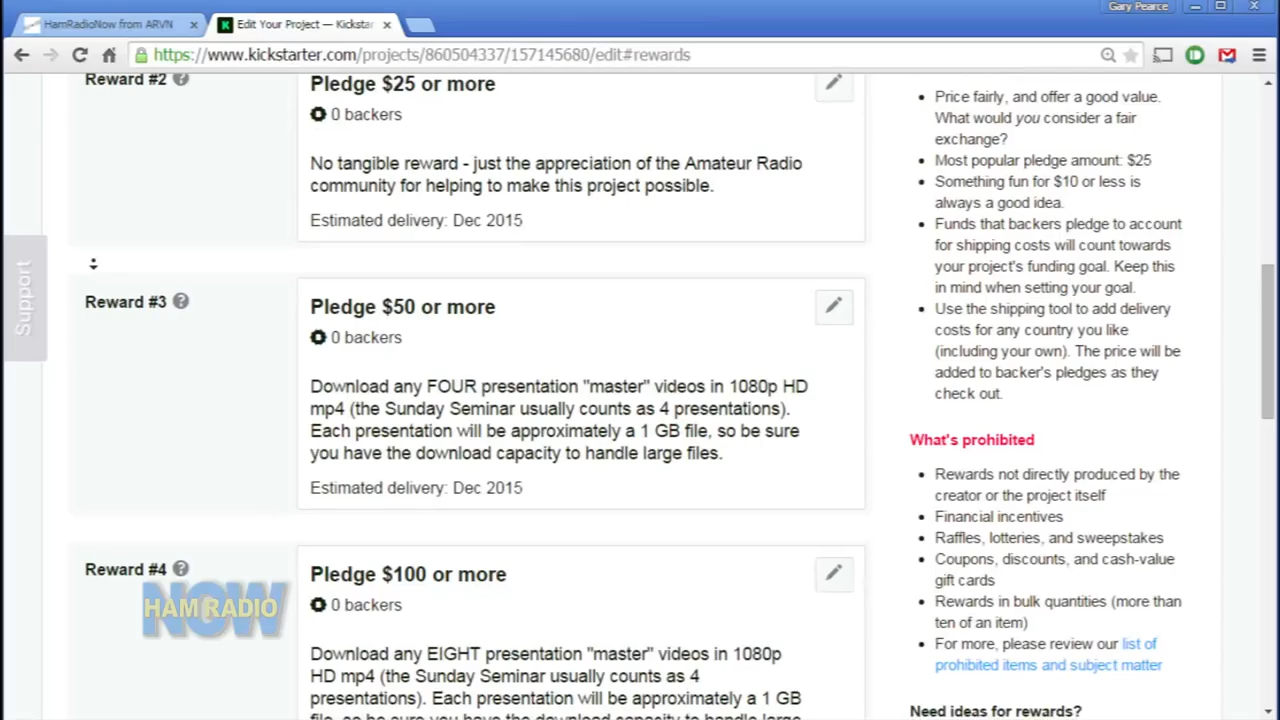 Gary Pearce
HamRadioNow from ARVN
Edit Your Project — Kickstar
https://www.kickstarter.com/projects/860504337/157145680/edit#rewards
Support
Reward #2
Pledge $25 or more
0 backers
No tangible reward - just the appreciation of the Amateur Radio
community for helping to make this project possible.
Estimated delivery: Dec 2015
Reward #3
Pledge $50 or more
0 backers
Download any FOUR presentation "master" videos in 1080p HD
mp4 (the Sunday Seminar usually counts as 4 presentations).
Each presentation will be approximately a 1 GB file, so be sure
you have the download capacity to handle large files.
Estimated delivery: Dec 2015
Reward #4
HAM RADIO
NOW
Pledge $100 or more
0 backers
Download any EIGHT presentation "master" videos in 1080p
HD mp4 (the Sunday Seminar usually counts as 4
presentations). Each presentation will be approximately a 1 GB
file, so be sure you have the download capacity to handle large
Price fairly, and offer a good value.
What would you consider a fair
exchange?
Most popular pledge amount: $25
Something fun for $10 or less is
always a good idea.
Funds that backers pledge to account
for shipping costs will count towards
your project's funding goal. Keep this
in mind when setting your goal.
Use the shipping tool to add delivery
costs for any country you like
(including your own). The price will be
added to backer's pledges as they
check out.
What's prohibited
Rewards not directly produced by the
creator or the project itself
Financial incentives
Raffles, lotteries, and sweepstakes
Coupons, discounts, and cash-value
gift cards
Rewards in bulk quantities (more than
ten of an item)
For more, please review our list of
prohibited items and subject matter
Need ideas for rewards?